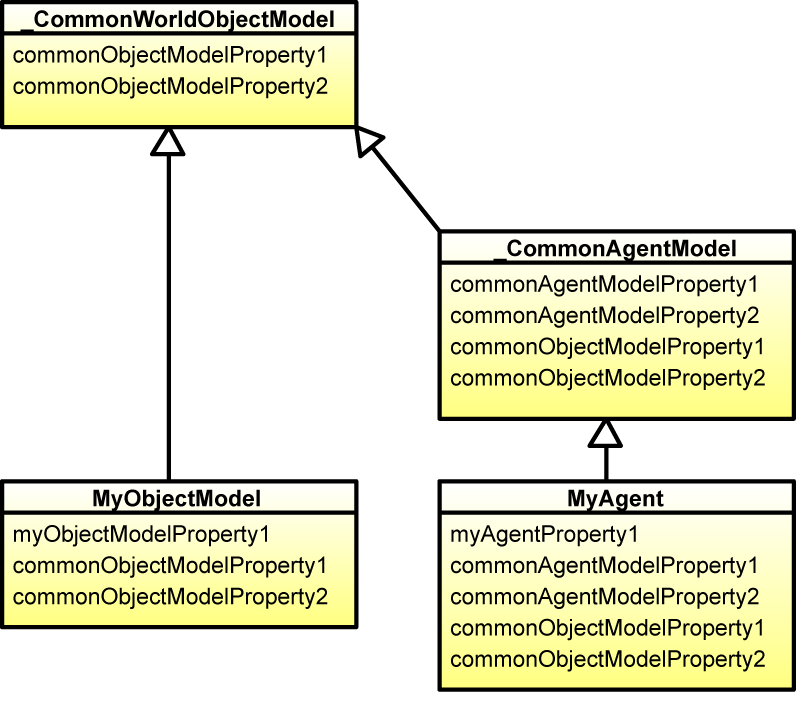 _CommonWorldObjectModel
commonObjectModelProperty1
commonObjectModelProperty2
_CommonAgentModel
commonAgentModelProperty1
commonAgentModelProperty2
commonObjectModelProperty1
commonObjectModelProperty2
MyObjectModel
myObjectModelProperty1
commonObjectModelProperty1
commonObjectModelProperty2
MyAgent
myAgentProperty1
commonAgentModelProperty1
commonAgentModelProperty2
commonObjectModelProperty1
commonObjectModelProperty2